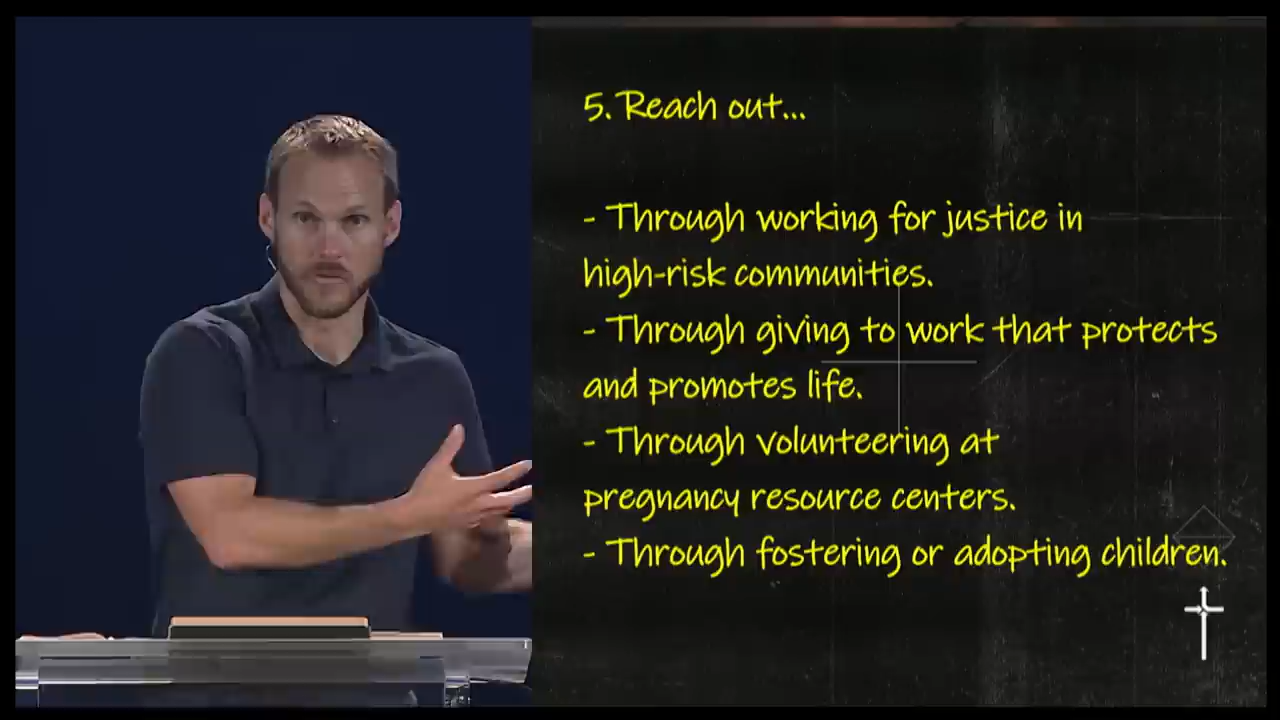 5. Reach out...
- Through working for justice in
high-risk communities.
- Through giving to work that protects
and promotes life.
- Through volunteering at
pregnancy resource centers.
- Through fostering or adopting children.